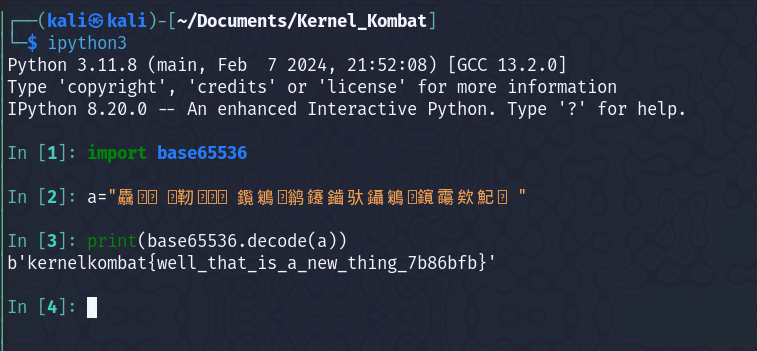 ┌──(kali㉿kali)-[~/Documents/Kernel_Kombat]
└─$ ipython3
Python 3.11.8 (main, Feb  7 2024, 21:52:08) [GCC 13.2.0]
Type 'copyright', 'credits' or 'license' for more information
IPython 8.20.0 -- An enhanced Interactive Python. Type '?' for help.
In [1]: import base65536
In [2]: a="
In [3]: print(base65536.decode(a))
b'kernelkombat{well_that_is_a_new_thing_7b86bfb}'
In [4]: